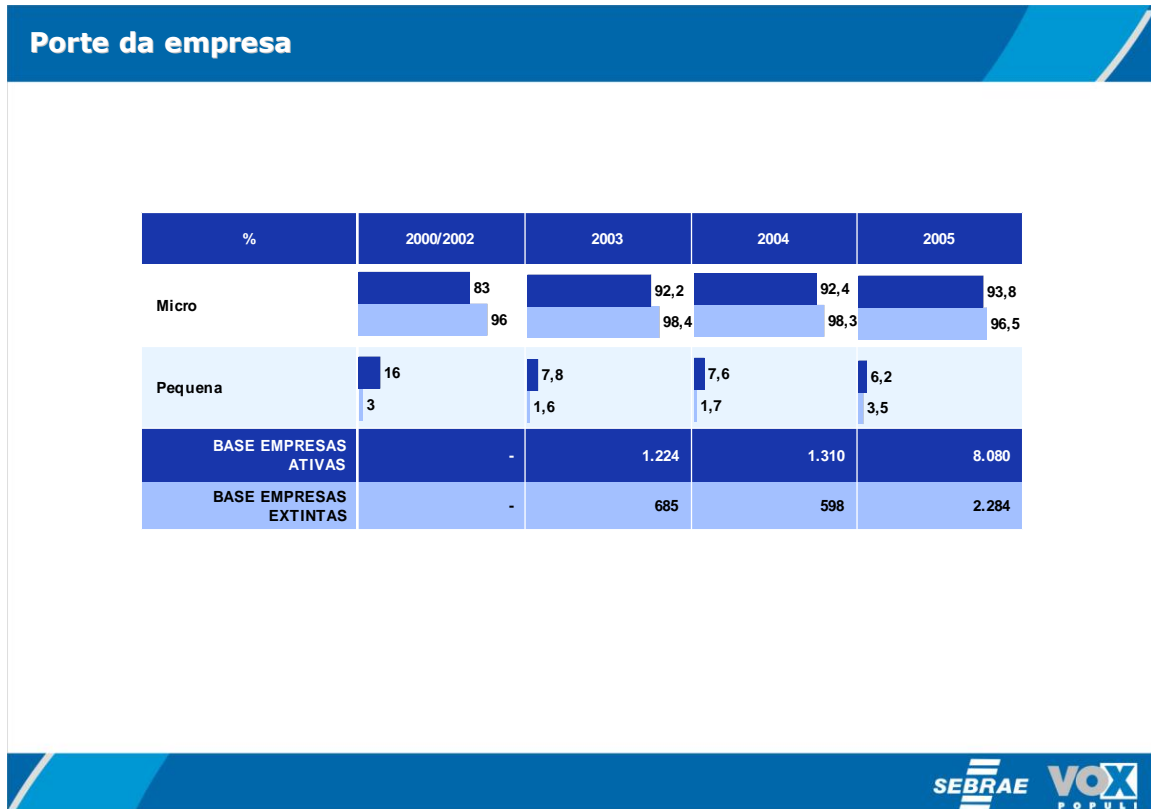 Porte da empresa
% 2000/2002 2003 2004 2005
Micro
83 92,2 92,4 93,8
96 98,4 98,3 96,5
Pequena
16 7,8 7,6 6,2
3 1,6 1,7 3,5
BASE EMPRESAS
ATIVAS - 1.224 1.310 8.080
BASE EMPRESAS
EXTINTAS - 685 598 2.284
SEBRAE VOX
POPULI